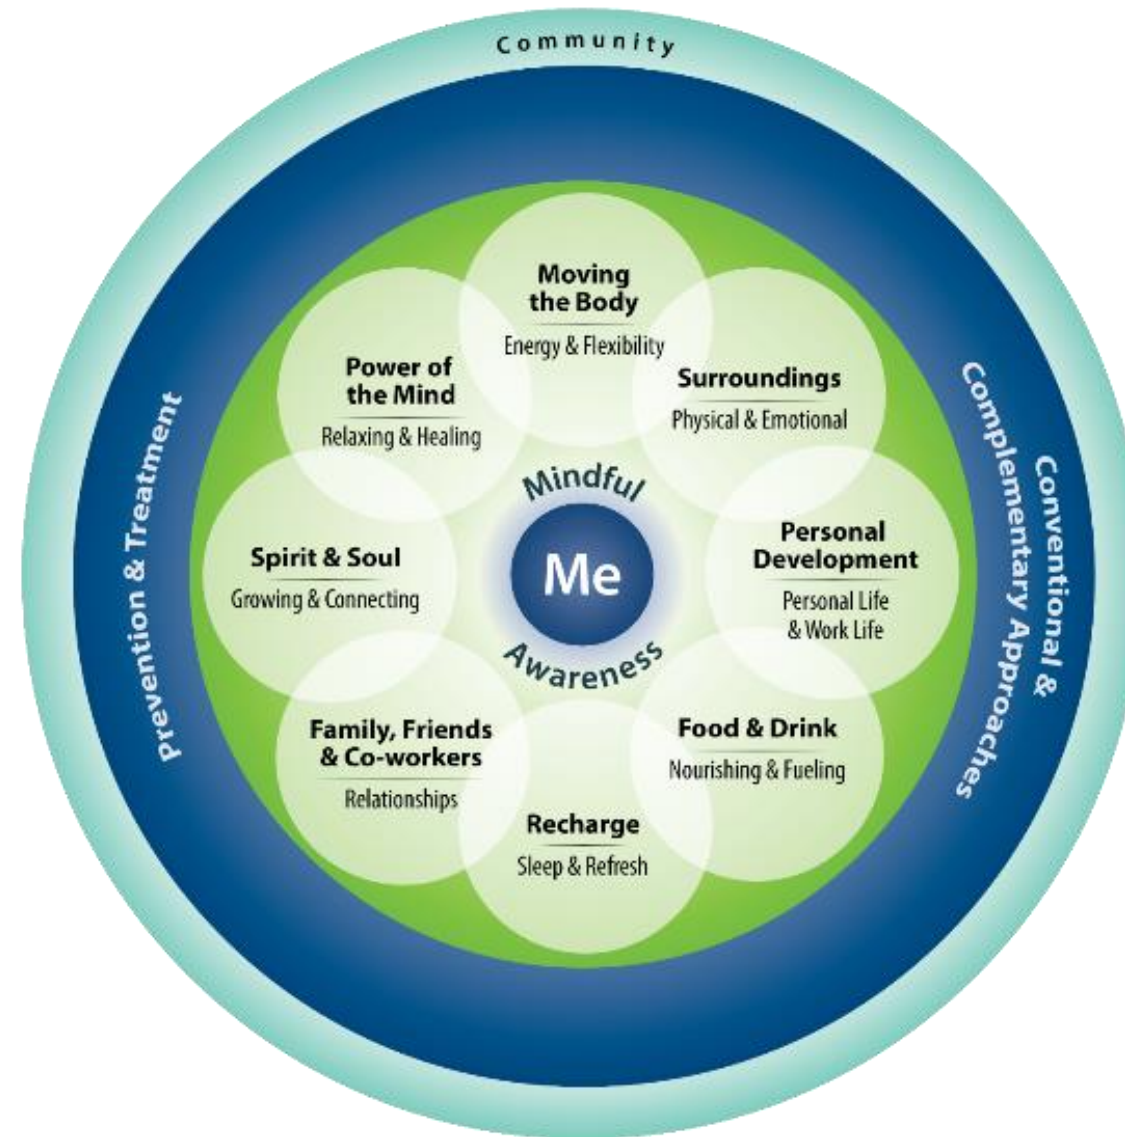 Community
Moving
the Body
Energy & Flexibility
Surroundings
Physical & Emotional
Personal
Development
Personal Life
& Work Life
Food & Drink
Nourishing & Fueling
Recharge
Sleep & Refresh
Family, Friends
& Co-workers
Relationships
Spirit & Soul
Growing & Connecting
Power of
the Mind
Relaxing & Healing
Mindful
Me
Awareness
Prevention & Treatment
Conventional &
Complementary Approaches